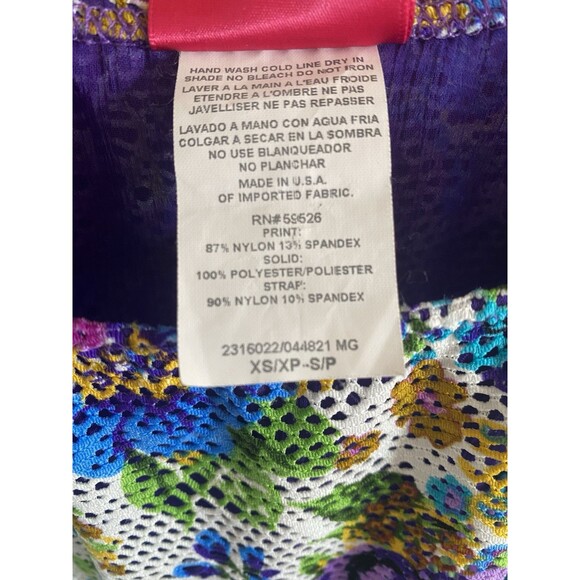 HAND WASH COLD LINE DRY IN
SHADE NO BLEACH DO NOT IRON
LAVER A LA MAIN A L'EAU FROIDE
ETENDRE A L'OMBRE NE PAS
JAVELLISER NE PAS REPASSER
LAVADO A MANO CON AGUA FRIA
COLGAR A SECAR EN LA SOMBRA
NO USE BLANQUEADOR
NO PLANCHAR
MADE IN U.S.A.
OF IMPORTED FABRIC.
RN#59526
PRINT:
87% NYLON 13% SPANDEX
SOLID:
100% POLYESTER/POLIESTER
STRAP:
90% NYLON 10% SPANDEX
2316022/044821 MG
XS/XP-S/P